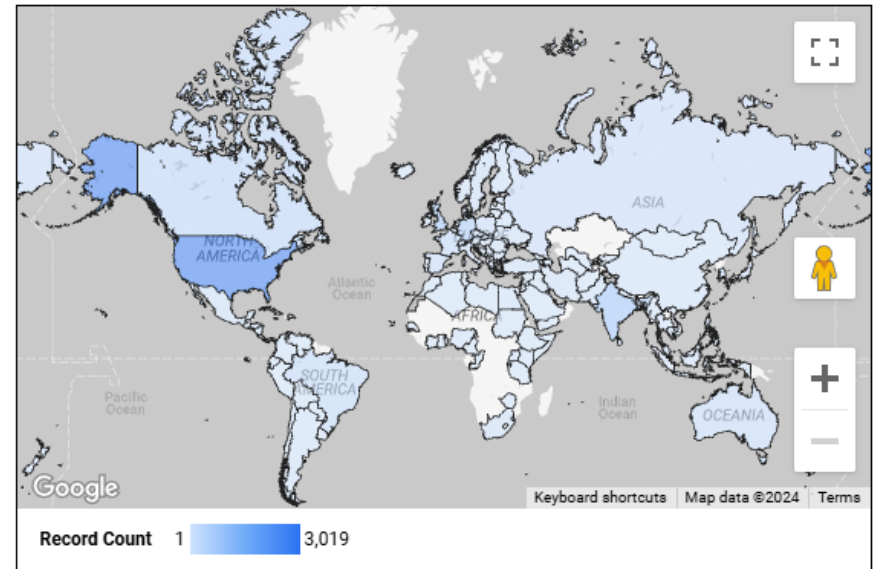 ASIA
NORTH
AMERICA
Atlantic
Ocean
AFRICA
SOUTH
AMERICA
Pacific
Ocean
Indian
Ocean
OCEANIA
Google
Keyboard shortcuts
Map data ©2024
Terms
Record Count 1 3,019